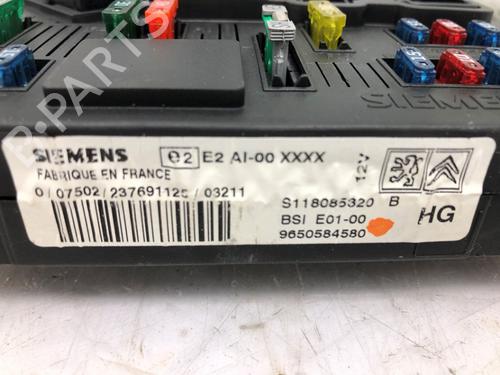 SIEMENS e2 E2 AI-00 XXXX
FABRIQUE EN FRANCE
0/07502/23769112c/03211
12V
S118085320 B
BSI E01-00
9650584580
HG
SIEMENS
B-PARTS